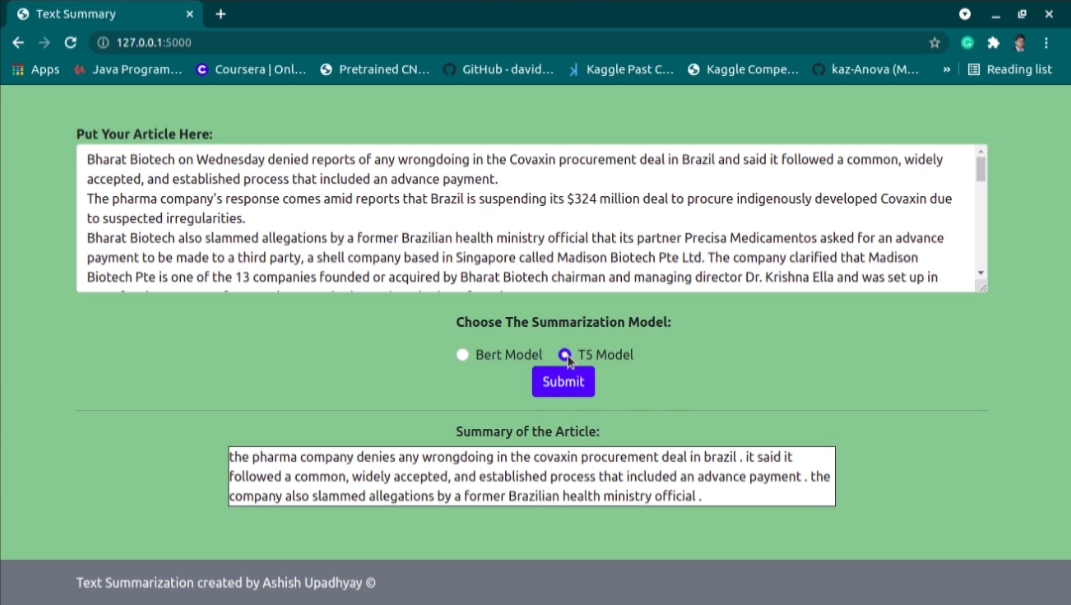 Text Summary
127.0.0.1:5000
Apps Java Program... Coursera | Onl... Pretrained CN... GitHub - david... Kaggle Past C... Kaggle Compe... kaz-Anova (M... » Reading list
Put Your Article Here:
Bharat Biotech on Wednesday denied reports of any wrongdoing in the Covaxin procurement deal in Brazil and said it followed a common, widely
accepted, and established process that included an advance payment.
The pharma company's response comes amid reports that Brazil is suspending its $324 million deal to procure indigenously developed Covaxin due
to suspected irregularities.
Bharat Biotech also slammed allegations by a former Brazilian health ministry official that its partner Precisa Medicamentos asked for an advance
payment to be made to a third party, a shell company based in Singapore called Madison Biotech Pte Ltd. The company clarified that Madison
Biotech Pte is one of the 13 companies founded or acquired by Bharat Biotech chairman and managing director Dr. Krishna Ella and was set up in
Choose The Summarization Model:
Bert Model T5 Model
Submit
Summary of the Article:
the pharma company denies any wrongdoing in the covaxin procurement deal in brazil . it said it
followed a common, widely accepted, and established process that included an advance payment . the
company also slammed allegations by a former Brazilian health ministry official .
Text Summarization created by Ashish Upadhyay ©